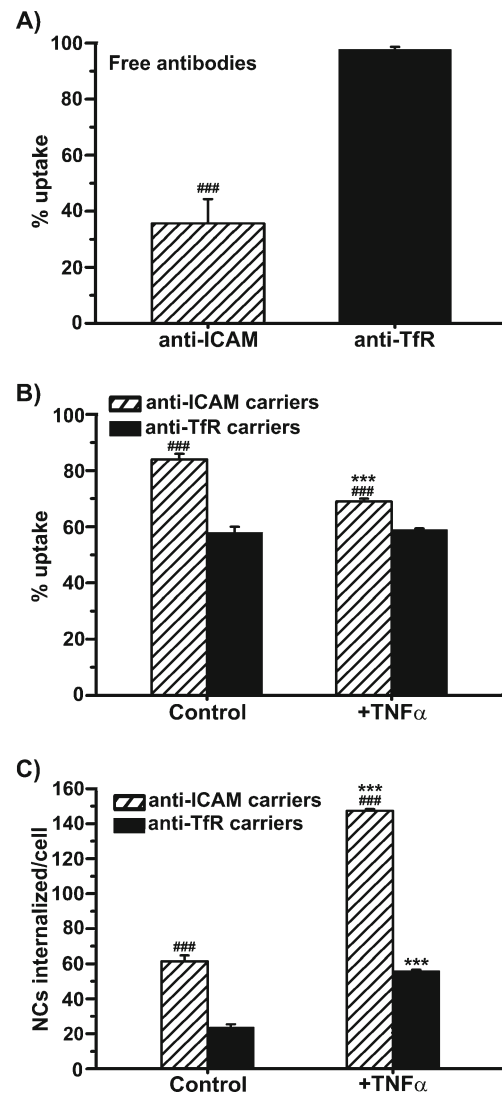 A)
Free antibodies
% uptake
100
80
60
40
20
0
###
anti-ICAM
anti-TfR
B)
anti-ICAM carriers
anti-TfR carriers
% uptake
100
80
60
40
20
0
###
***
###
Control
+TNFα
C)
anti-ICAM carriers
anti-TfR carriers
NCs internalized/cell
160
140
120
100
80
60
40
20
0
###
***
###
***
Control
+TNFα